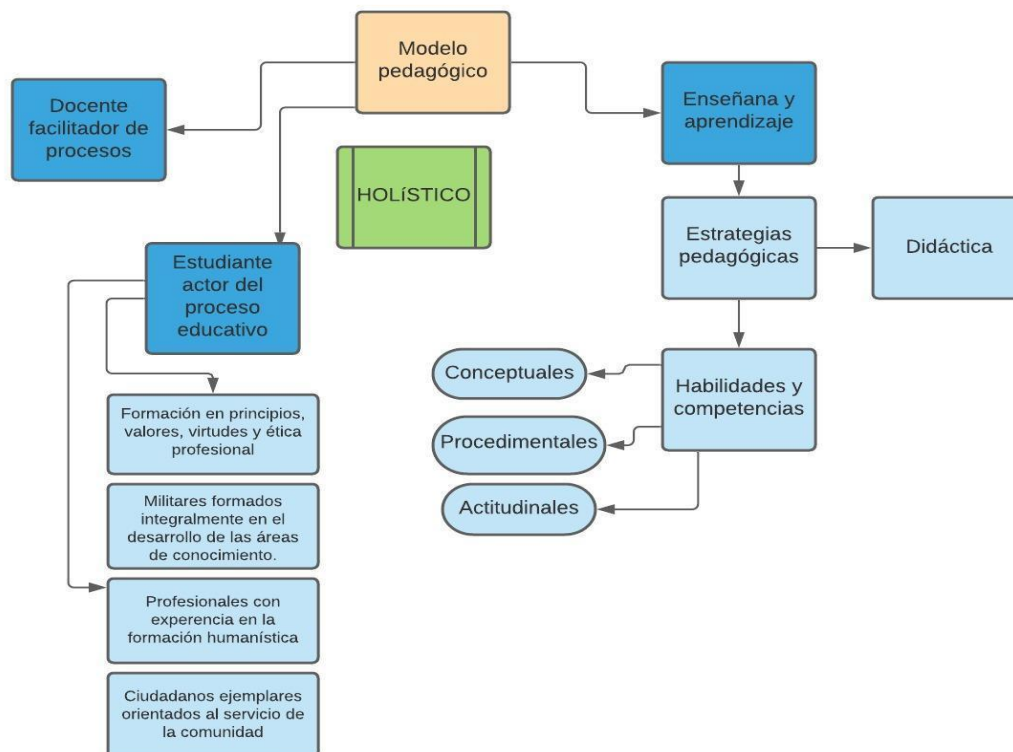 Modelo
pedagógico
Docente
facilitador de
procesos
Enseñana y
aprendizaje
HOLíSTICO
Estrategias
pedagógicas
Didáctica
Estudiante
actor del
proceso
educativo
Conceptuales
Habilidades y
competencias
Procedimentales
Actitudinales
Formación en principios,
valores, virtudes y ética
profesional
Militares formados
integralmente en el
desarrollo de las áreas
de conocimiento.
Profesionales con
experencia en la
formación humanística
Ciudadanos ejemplares
orientados al servicio de
la comunidad